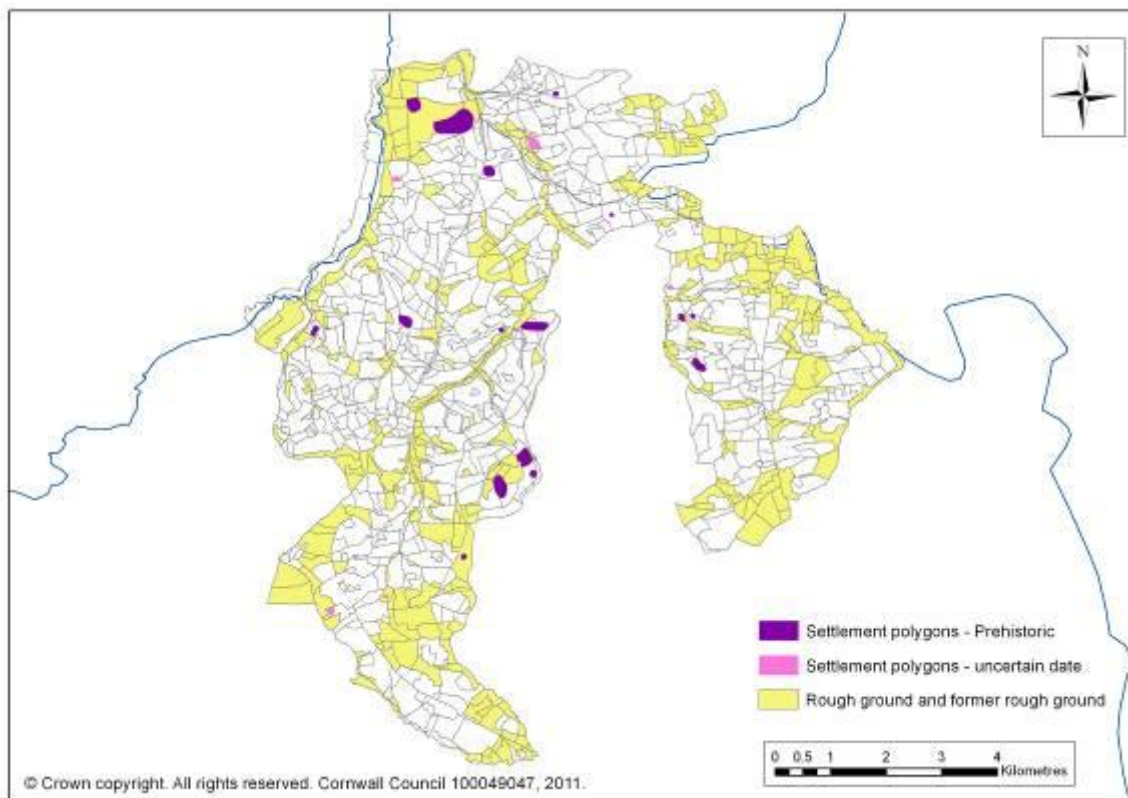 N
Settlement polygons - Prehistoric
Settlement polygons - uncertain date
Rough ground and former rough ground
0 0.5 1 2 3 4
Kilometres
© Crown copyright. All rights reserved. Cornwall Council 100049047, 2011.